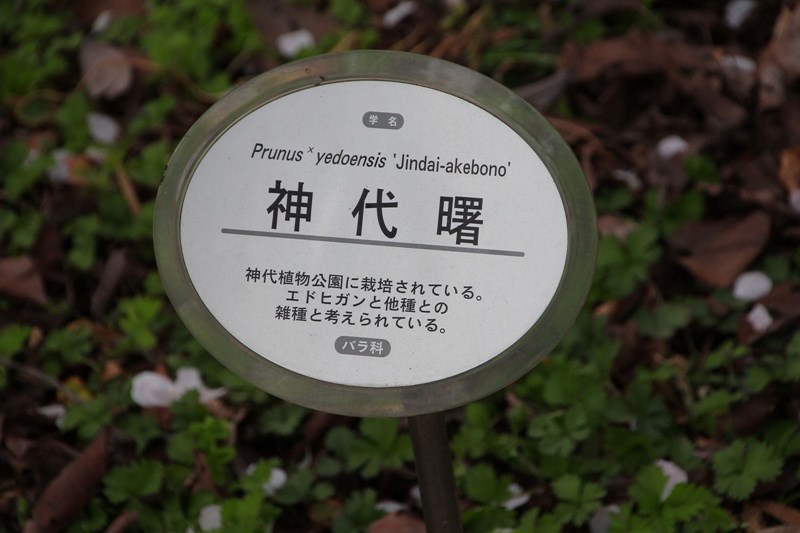 学名
Prunus × yedoensis 'Jindai-akebono'
神代曙
神代植物公園に栽培されている。
エドヒガンと他種との
雑種と考えられている。
バラ科